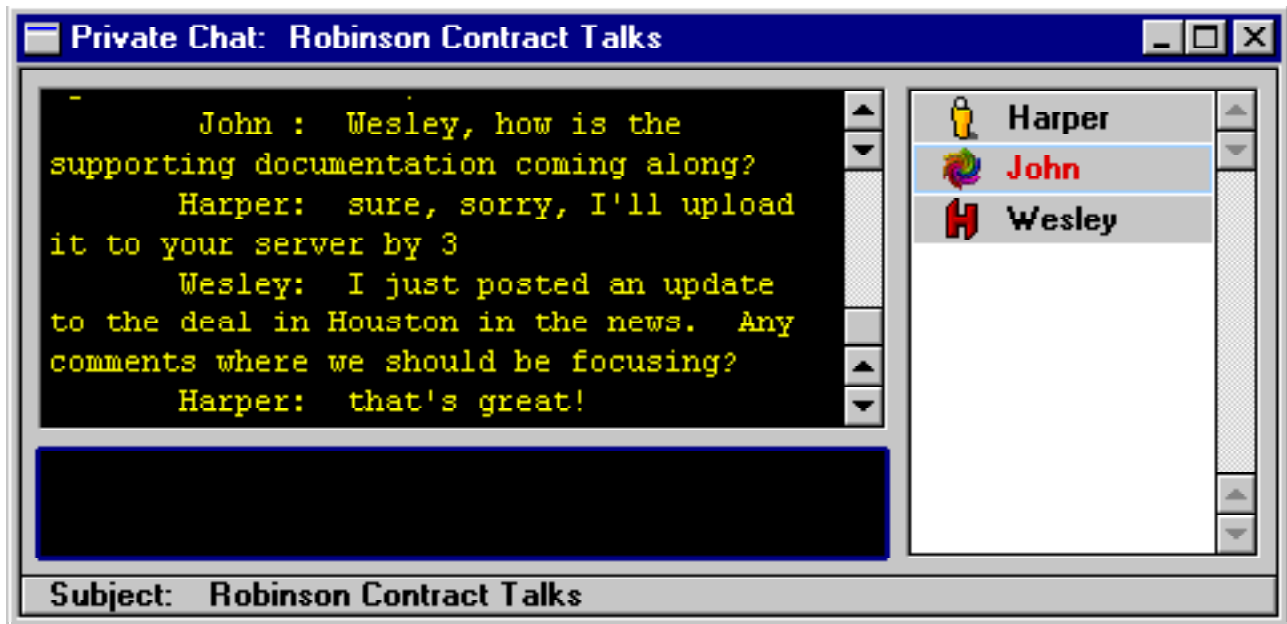 Private Chat: Robinson Contract Talks
John : Wesley, how is the
supporting documentation coming along?
Harper: sure, sorry, I'll upload
it to your server by 3
Wesley: I just posted an update
to the deal in Houston in the news. Any
comments where we should be focusing?
Harper: that's great!
Harper
John
Wesley
Subject: Robinson Contract Talks